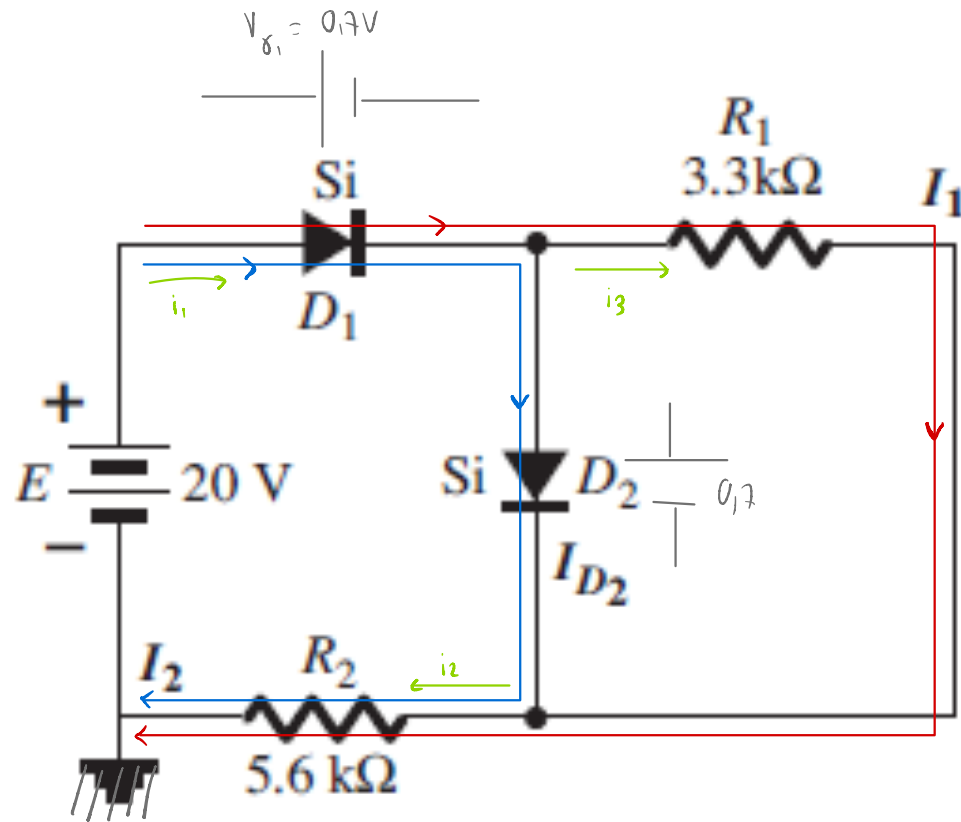 Vγ₁ = 0,7V
R₁
3.3kΩ
Si
I₁
i₁
D₁
i₃
+
E
20 V
Si
D₂
0,7
−
I_D₂
I₂
R₂
i₂
5.6 kΩ